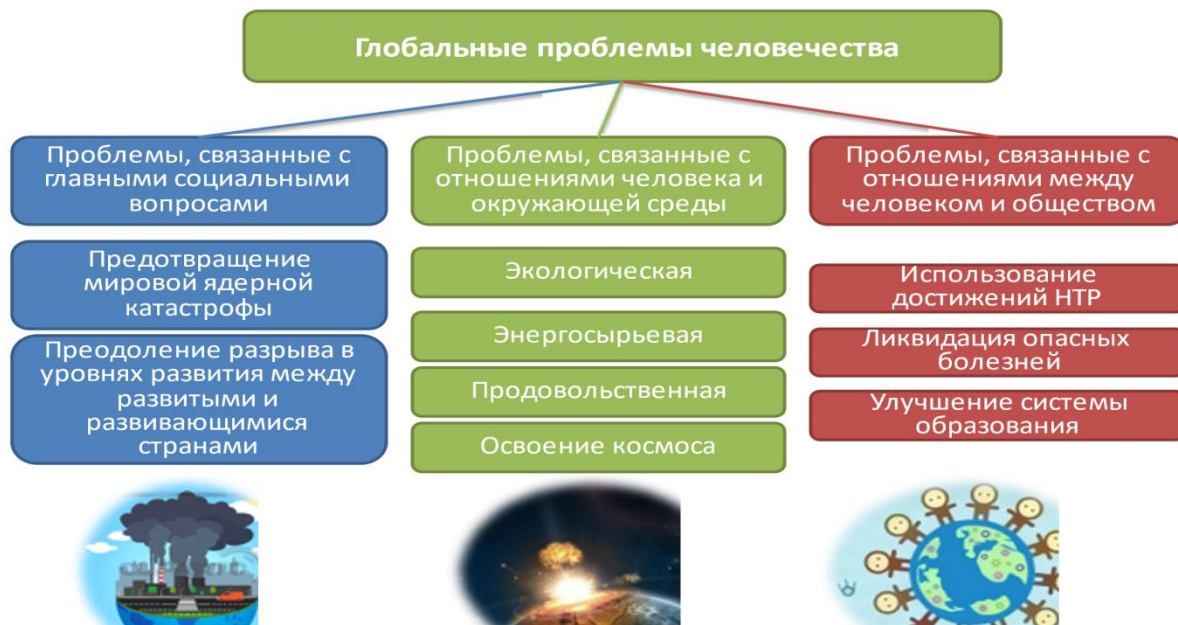 Глобальные проблемы человечества
Проблемы, связанные с
главными социальными
вопросами
Предотвращение
мировой ядерной
катастрофы
Преодоление разрыва в
уровнях развития между
развитыми и
развивающимися
странами
Проблемы, связанные с
отношениями человека и
окружающей среды
Экологическая
Энергосырьевая
Продовольственная
Освоение космоса
Проблемы, связанные с
отношениями между
человеком и обществом
Использование
достижений НТР
Ликвидация опасных
болезней
Улучшение системы
образования